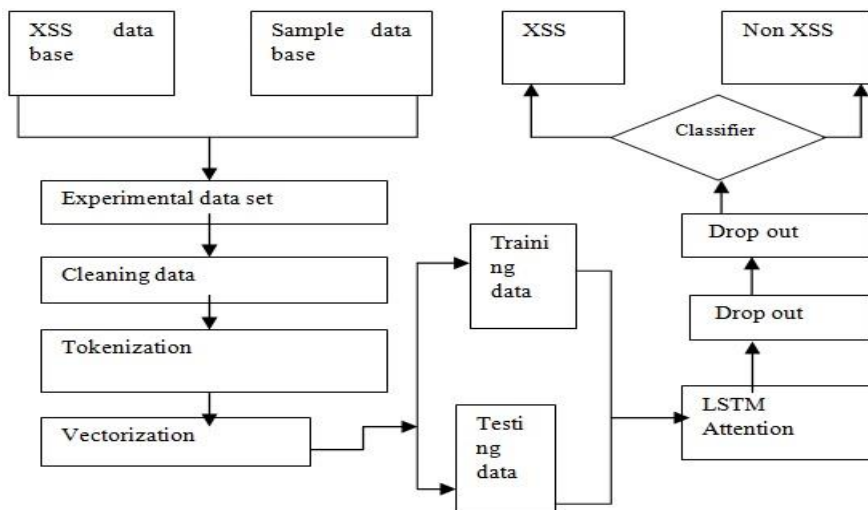 XSS data
base
Sample data
base
XSS
Non XSS
Classifier
Experimental data set
Cleaning data
Tokenization
Vectorization
Traini
ng
data
Testi
ng
data
Drop out
Drop out
LSTM
Attention